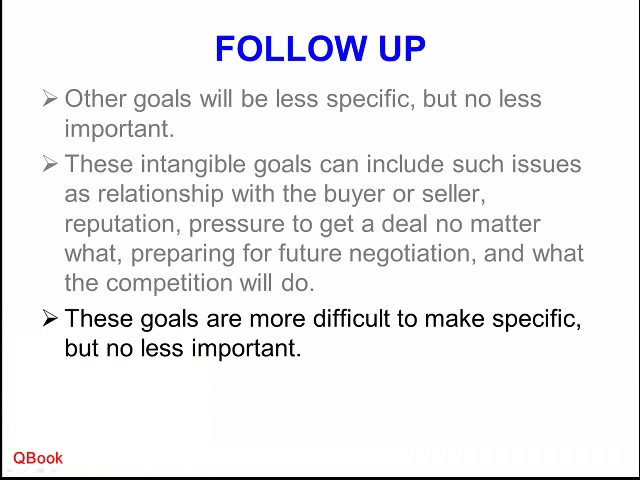 FOLLOW UP
➢ Other goals will be less specific, but no less
important.
➢ These intangible goals can include such issues
as relationship with the buyer or seller,
reputation, pressure to get a deal no matter
what, preparing for future negotiation, and what
the competition will do.
➢ These goals are more difficult to make specific,
but no less important.
QBook